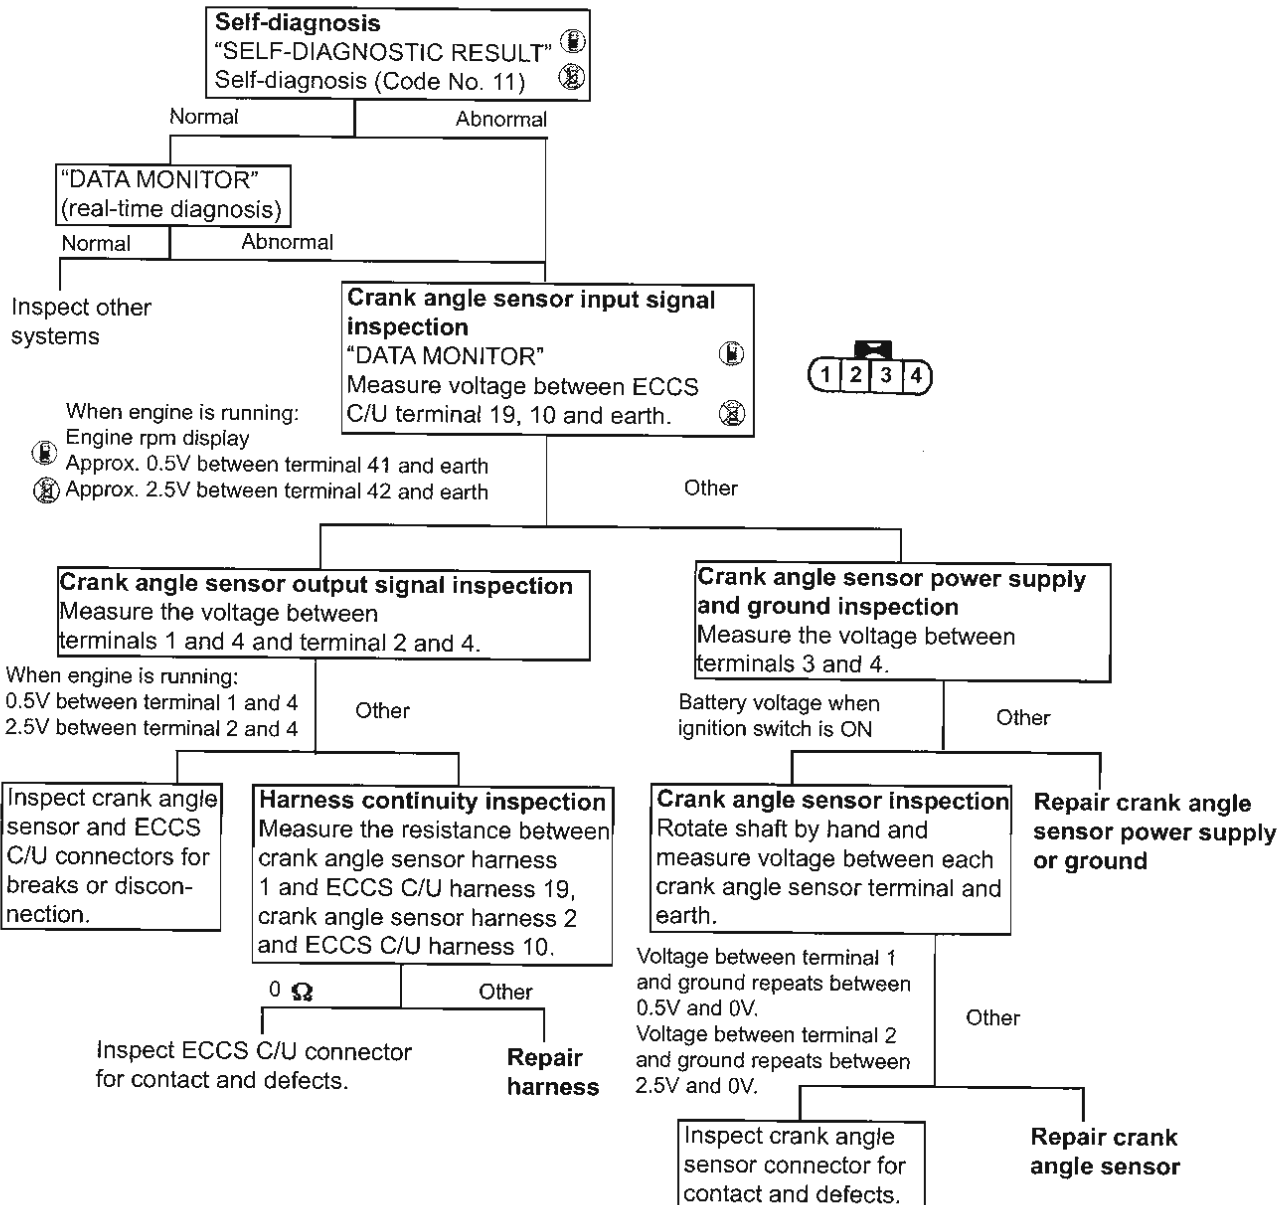 Self-diagnosis
“SELF-DIAGNOSTIC RESULT”
Self-diagnosis (Code No. 11)
Normal
Abnormal
“DATA MONITOR”
(real-time diagnosis)
Normal
Abnormal
Inspect other
systems
Crank angle sensor input signal
inspection
“DATA MONITOR”
Measure voltage between ECCS
C/U terminal 19, 10 and earth.
1 2 3 4
When engine is running:
Engine rpm display
Approx. 0.5V between terminal 41 and earth
Approx. 2.5V between terminal 42 and earth
Other
Crank angle sensor output signal inspection
Measure the voltage between
terminals 1 and 4 and terminal 2 and 4.
When engine is running:
0.5V between terminal 1 and 4
2.5V between terminal 2 and 4
Other
Inspect crank angle
sensor and ECCS
C/U connectors for
breaks or discon-
nection.
Harness continuity inspection
Measure the resistance between
crank angle sensor harness
1 and ECCS C/U harness 19,
crank angle sensor harness 2
and ECCS C/U harness 10.
0 Ω
Other
Inspect ECCS C/U connector
for contact and defects.
Repair
harness
Crank angle sensor power supply
and ground inspection
Measure the voltage between
terminals 3 and 4.
Battery voltage when
ignition switch is ON
Other
Crank angle sensor inspection
Rotate shaft by hand and
measure voltage between each
crank angle sensor terminal and
earth.
Repair crank angle
sensor power supply
or ground
Voltage between terminal 1
and ground repeats between
0.5V and 0V.
Voltage between terminal 2
and ground repeats between
2.5V and 0V.
Other
Inspect crank angle
sensor connector for
contact and defects.
Repair crank
angle sensor